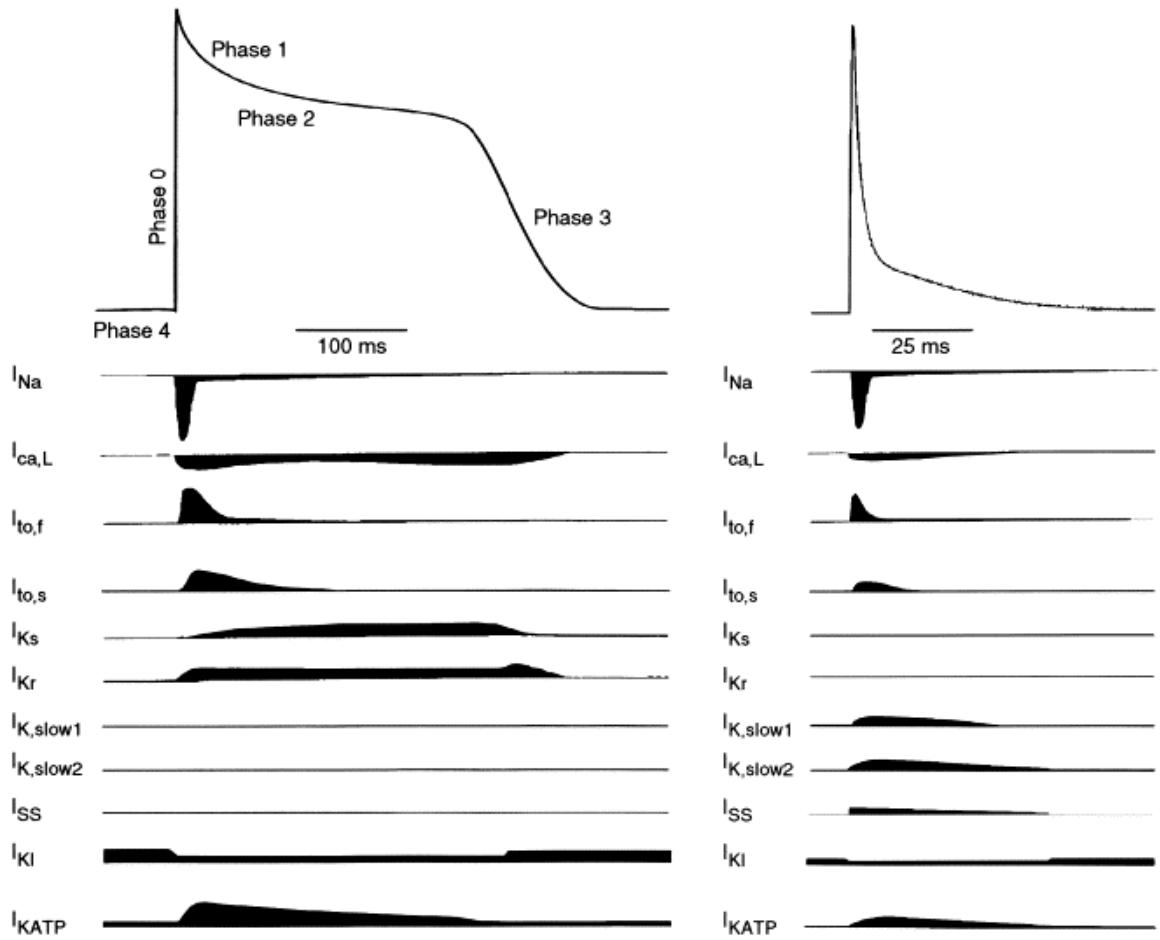 Phase 1
Phase 2
Phase 0
Phase 3
Phase 4
100 ms
25 ms
INa
INa
Ica,L
Ica,L
Ito,f
Ito,f
Ito,s
Ito,s
IKs
IKs
IKr
IKr
IK,slow1
IK,slow1
IK,slow2
IK,slow2
ISS
ISS
IKI
IKI
IKATP
IKATP